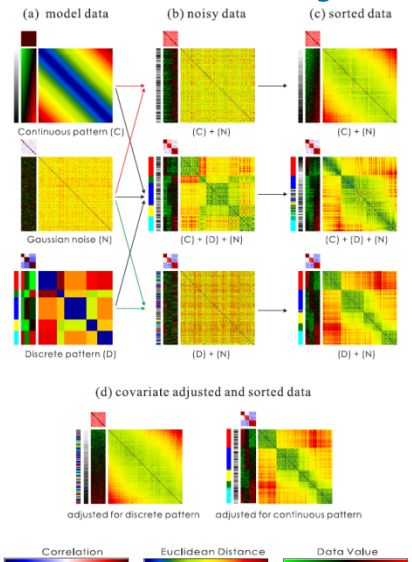 (a) model data
(b) noisy data
(c) sorted data
Continuous pattern (C)
(C) + (N)
(C) + (N)
Gaussian noise (N)
(C) + (D) + (N)
(C) + (D) + (N)
Discrete pattern (D)
(D) + (N)
(D) + (N)
(d) covariate adjusted and sorted data
adjusted for discrete pattern
adjusted for continuous pattern
Correlation
Euclidean Distance
Data Value